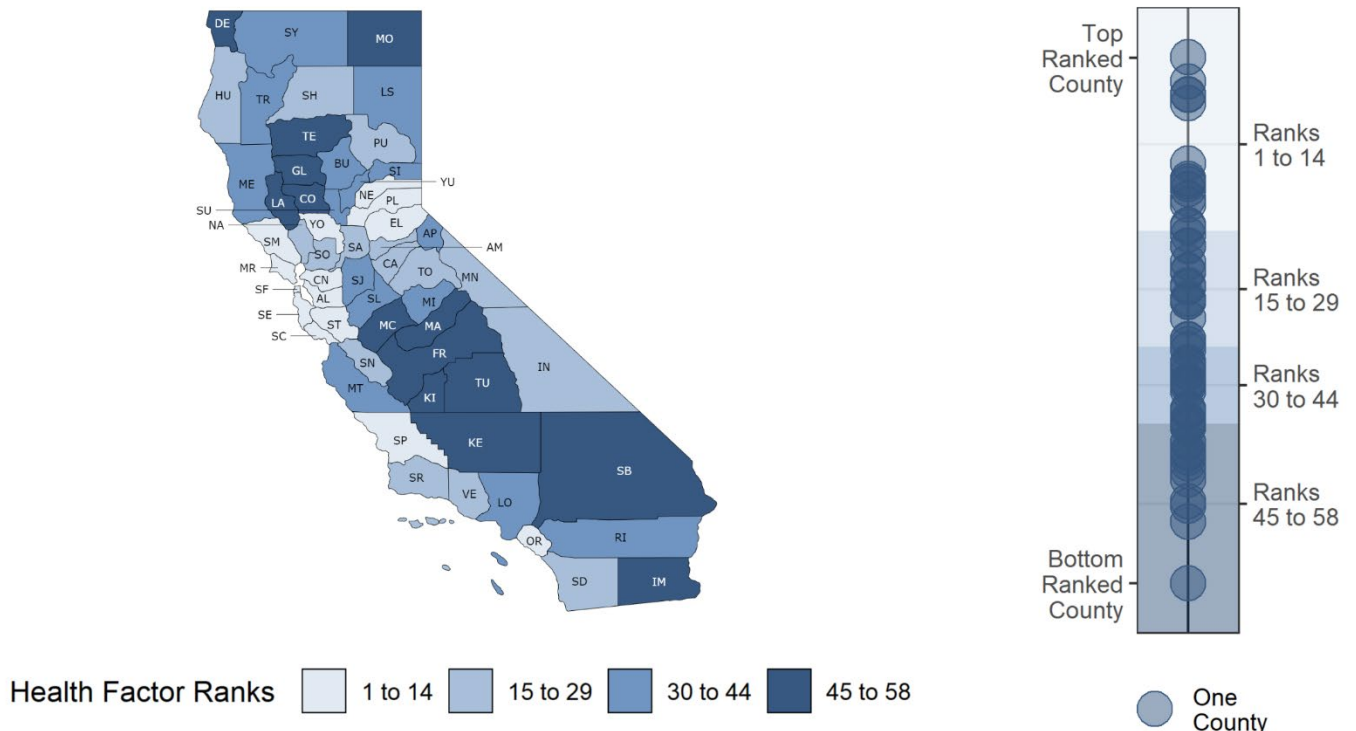 DE
SY
MO
HU
TR
SH
LS
TE
PU
GL
BU
SI
ME
YU
LA
CO
NE
PL
SU
NA
YO
EL
SM
SO
SA
AP
AM
MR
CN
CA
TO
MN
SF
AL
SJ
SE
ST
SL
MI
SC
MC
MA
SN
FR
IN
MT
KI
TU
SP
KE
SB
SR
VE
LO
OR
RI
SD
IM
Health Factor Ranks
1 to 14
15 to 29
30 to 44
45 to 58
Top
Ranked
County
Ranks
1 to 14
Ranks
15 to 29
Ranks
30 to 44
Ranks
45 to 58
Bottom
Ranked
County
One
County